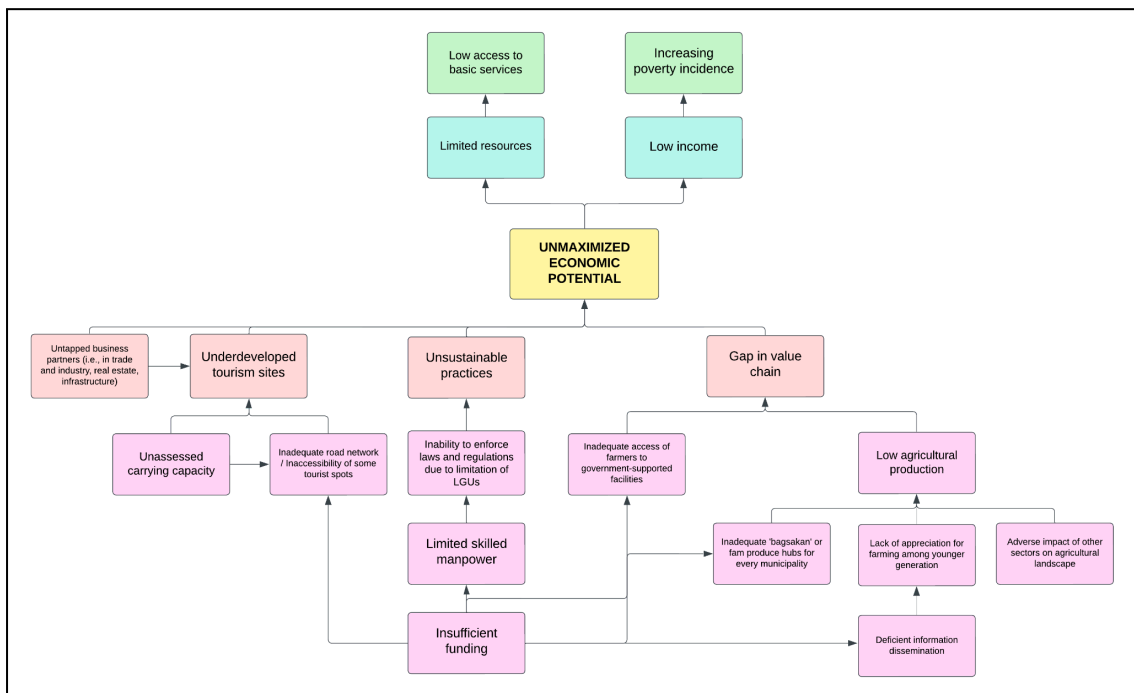 Low access to
basic services
Increasing
poverty incidence
Limited resources
Low income
UNMAXIMIZED
ECONOMIC
POTENTIAL
Untapped business
partners (i.e., in trade
and industry, real estate,
infrastructure)
Underdeveloped
tourism sites
Unsustainable
practices
Gap in value
chain
Unassessed
carrying capacity
Inadequate road network
/ Inaccessibility of some
tourist spots
Inability to enforce
laws and regulations
due to limitation of
LGUs
Inadequate access of
farmers to
government-supported
facilities
Low agricultural
production
Limited skilled
manpower
Inadequate 'bagsakan' or
fam produce hubs for
every municipality
Lack of appreciation for
farming among younger
generation
Adverse impact of other
sectors on agricultural
landscape
Insufficient
funding
Deficient information
dissemination